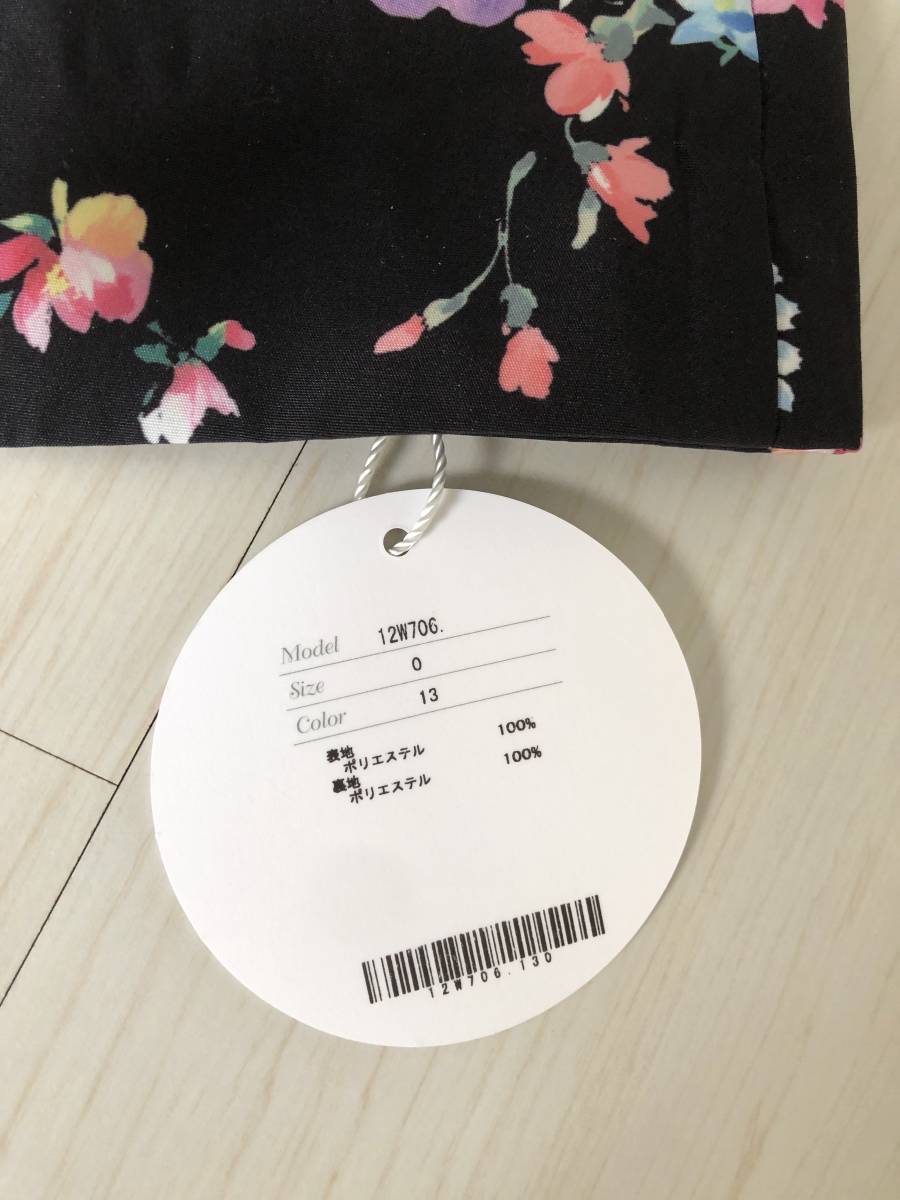 Model 12W706.
Size 0
Color 13
表地
ポリエステル 100%
裏地
ポリエステル 100%
12W706.130